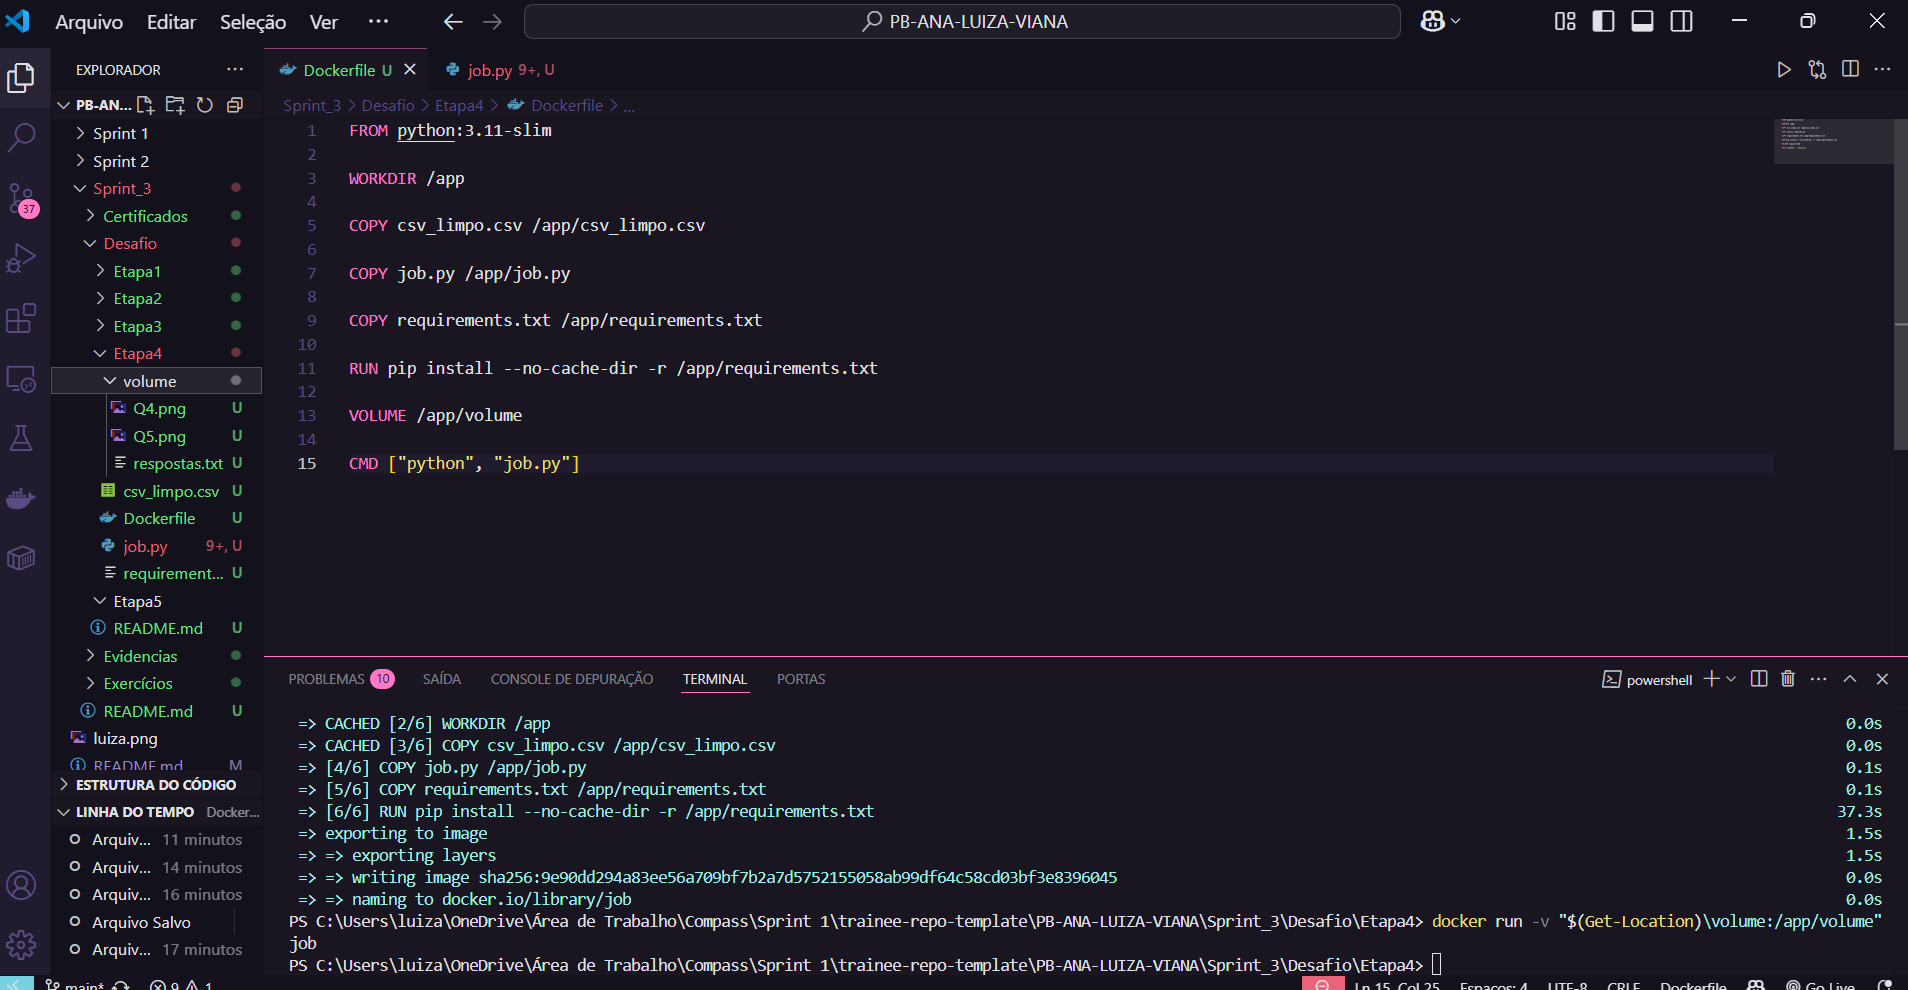 Arquivo Editar Seleção Ver ··· PB-ANA-LUIZA-VIANA
EXPLORADOR ···
PB-AN...
Sprint 1
Sprint 2
Sprint_3
Certificados
Desafio
Etapa1
Etapa2
Etapa3
Etapa4
volume
Q4.png U
Q5.png U
respostas.txt U
csv_limpo.csv U
Dockerfile U
job.py 9+, U
requirement... U
Etapa5
README.md U
Evidencias
Exercícios
README.md U
luiza.png
README.md M
ESTRUTURA DO CÓDIGO
LINHA DO TEMPO Docker...
Arquiv... 11 minutos
Arquiv... 14 minutos
Arquiv... 16 minutos
Arquivo Salvo
Arquiv... 17 minutos
37
Dockerfile U job.py 9+, U
Sprint_3 > Desafio > Etapa4 > Dockerfile > ...
1 FROM python:3.11-slim
2
3 WORKDIR /app
4
5 COPY csv_limpo.csv /app/csv_limpo.csv
6
7 COPY job.py /app/job.py
8
9 COPY requirements.txt /app/requirements.txt
10
11 RUN pip install --no-cache-dir -r /app/requirements.txt
12
13 VOLUME /app/volume
14
15 CMD ["python", "job.py"]
PROBLEMAS 10 SAÍDA CONSOLE DE DEPURAÇÃO TERMINAL PORTAS powershell
=> CACHED [2/6] WORKDIR /app 0.0s
=> CACHED [3/6] COPY csv_limpo.csv /app/csv_limpo.csv 0.0s
=> [4/6] COPY job.py /app/job.py 0.1s
=> [5/6] COPY requirements.txt /app/requirements.txt 0.1s
=> [6/6] RUN pip install --no-cache-dir -r /app/requirements.txt 37.3s
=> exporting to image 1.5s
=> => exporting layers 1.5s
=> => writing image sha256:9e90dd294a83ee56a709bf7b2a7d5752155058ab99df64c58cd03bf3e8396045 0.0s
=> => naming to docker.io/library/job 0.0s
PS C:\Users\luiza\OneDrive\Área de Trabalho\Compass\Sprint 1\trainee-repo-template\PB-ANA-LUIZA-VIANA\Sprint_3\Desafio\Etapa4> docker run -v "$(Get-Location)\volume:/app/volume"
job
PS C:\Users\luiza\OneDrive\Área de Trabalho\Compass\Sprint 1\trainee-repo-template\PB-ANA-LUIZA-VIANA\Sprint_3\Desafio\Etapa4>
main* 9 1 Ln 15, Col 25 Espaços: 4 UTF-8 CRLF Dockerfile Go Live